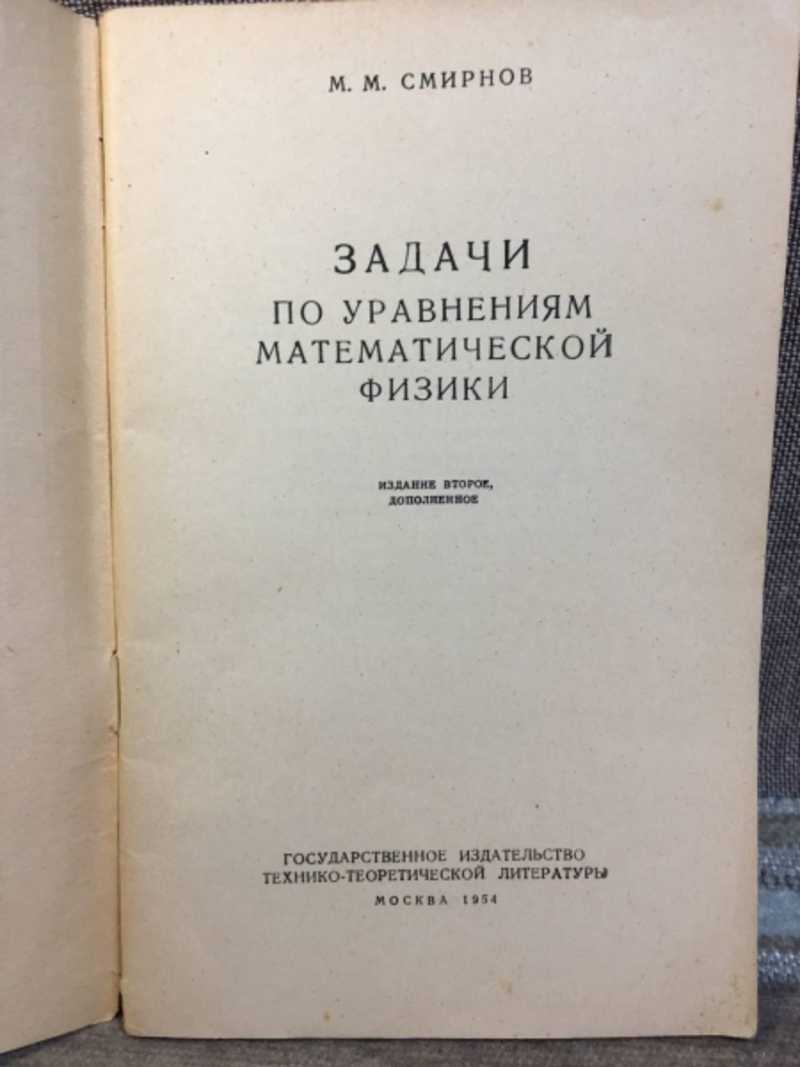 М. М. СМИРНОВ
ЗАДАЧИ
ПО УРАВНЕНИЯМ
МАТЕМАТИЧЕСКОЙ
ФИЗИКИ
ИЗДАНИЕ ВТОРОЕ,
ДОПОЛНЕННОЕ
ГОСУДАРСТВЕННОЕ ИЗДАТЕЛЬСТВО
ТЕХНИКО-ТЕОРЕТИЧЕСКОЙ ЛИТЕРАТУРЫ
МОСКВА 1954